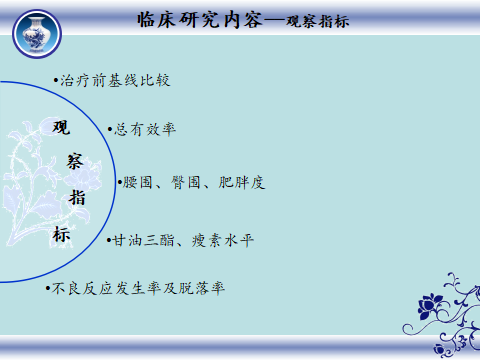 临床研究内容—观察指标
•治疗前基线比较
观察指标
•总有效率
•腰围、臀围、肥胖度
•甘油三酯、瘦素水平
•不良反应发生率及脱落率